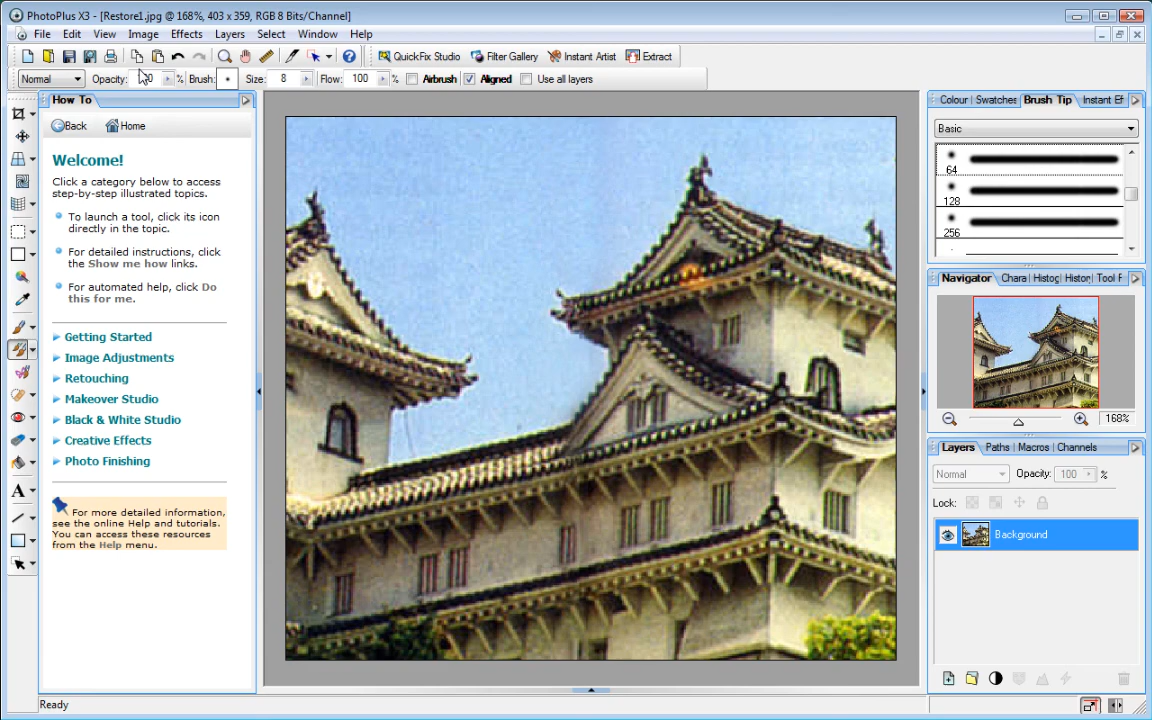 PhotoPlus X3 - [Restore1.jpg @ 168%, 403 x 359, RGB 8 Bits/Channel]
File Edit View Image Effects Layers Select Window Help
QuickFix Studio Filter Gallery Instant Artist Extract
Normal Opacity: % Brush: Size: 8 Flow: 100 % Airbrush Aligned Use all layers
How To
Back Home
Welcome!
Click a category below to access
step-by-step illustrated topics.
To launch a tool, click its icon
directly in the topic.
For detailed instructions, click
the Show me how links.
For automated help, click Do
this for me.
Getting Started
Image Adjustments
Retouching
Makeover Studio
Black & White Studio
Creative Effects
Photo Finishing
For more detailed information,
see the online Help and tutorials.
You can access these resources
from the Help menu.
Colour Swatches Brush Tip Instant Ef
Basic
64
128
256
Navigator Chara Histog Histor Tool F
168%
Layers Paths Macros Channels
Normal Opacity: 100 %
Lock:
Background
Ready